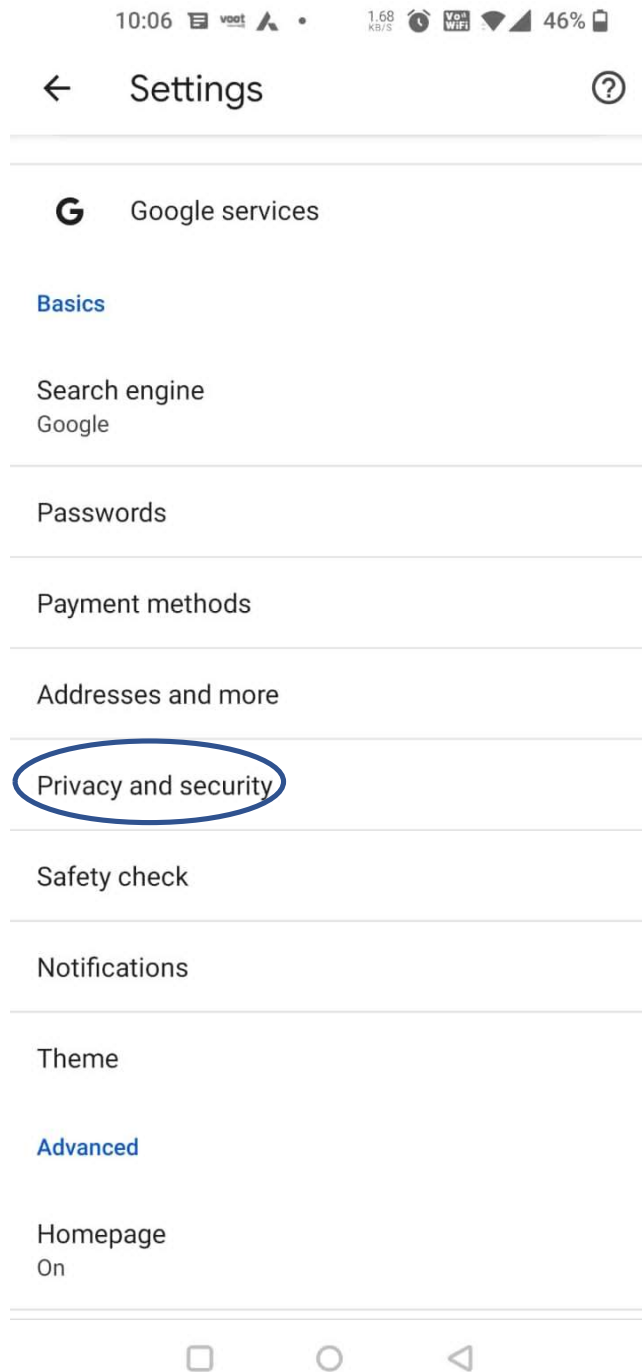 10:06 voot 1.68 KB/S Vo WiFi 46%
Settings
G Google services
Basics
Search engine
Google
Passwords
Payment methods
Addresses and more
Privacy and security
Safety check
Notifications
Theme
Advanced
Homepage
On